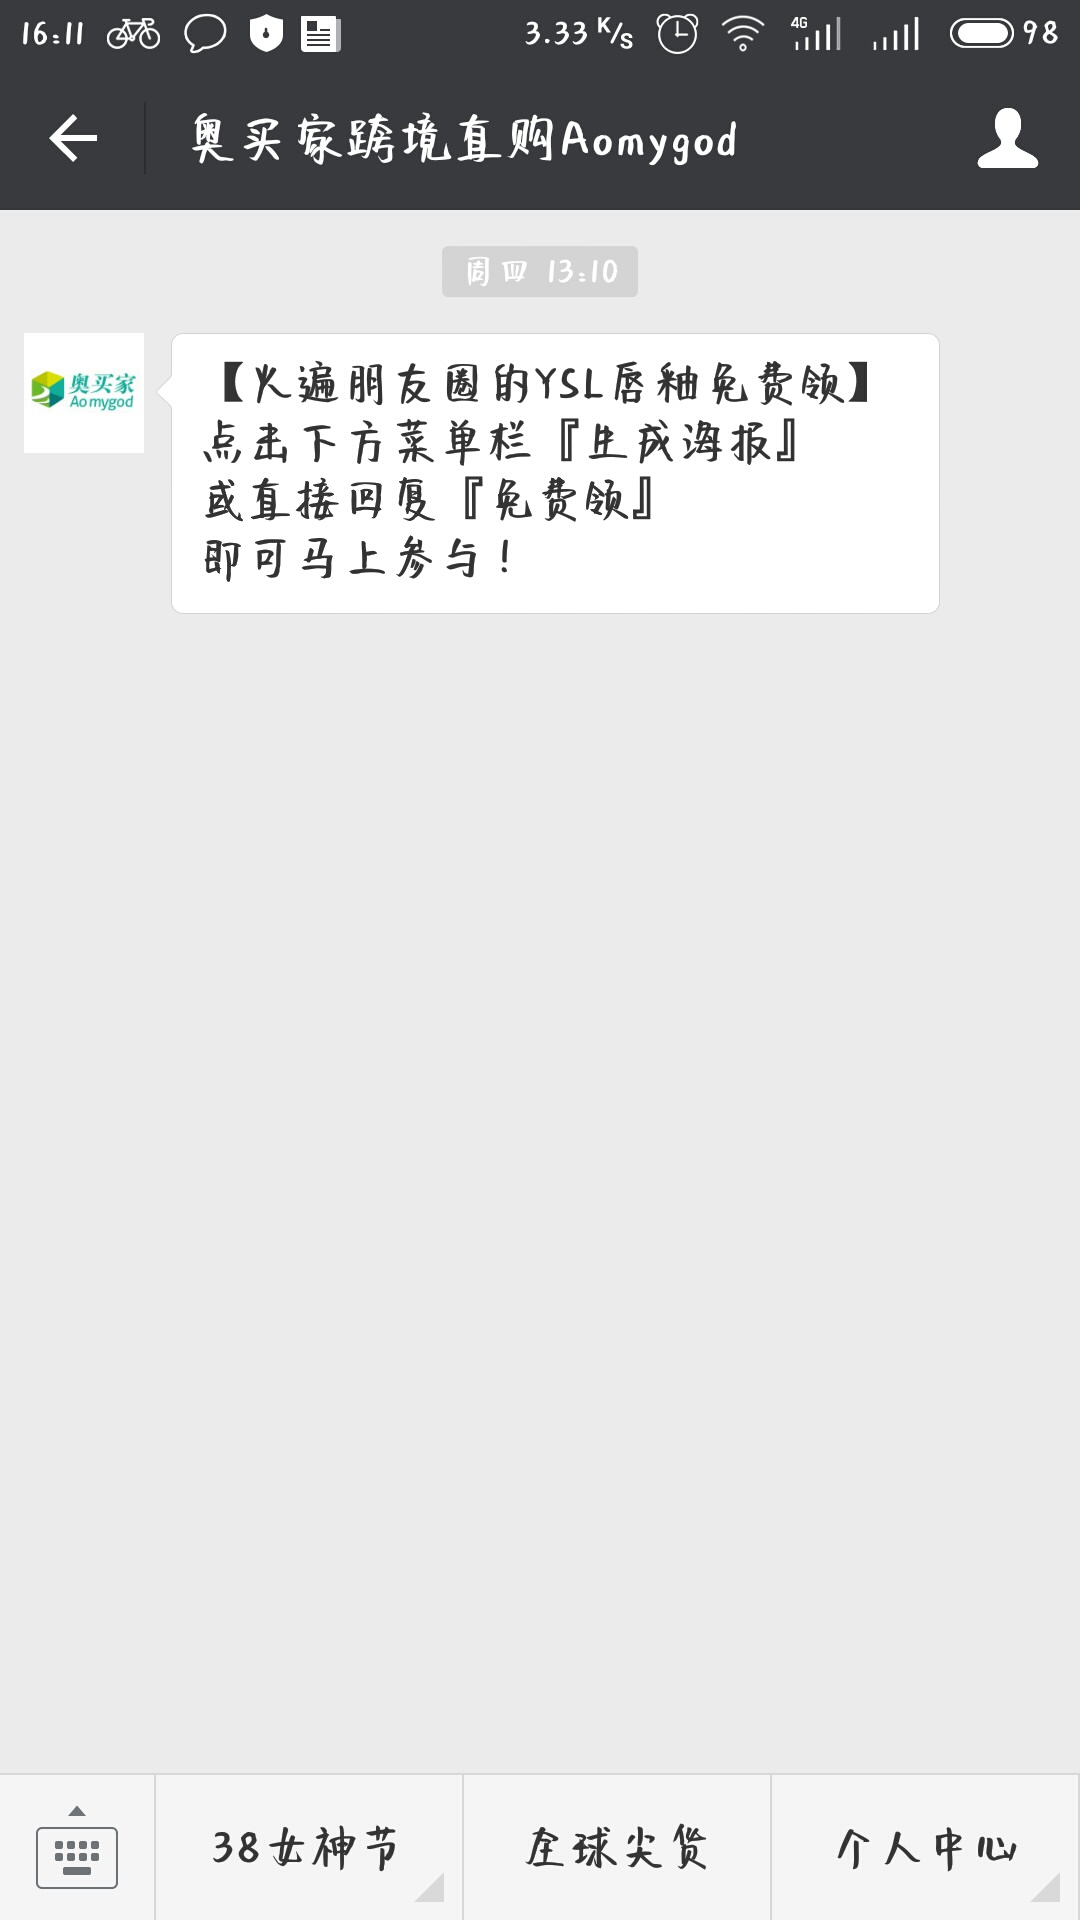 16:11 3.33 K/s 4G 98
奥买家跨境直购Aomygod
周四 13:10
奥买家
Aomygod
【火遍朋友圈的YSL唇釉免费领】
点击下方菜单栏『生成海报』
或直接回复『免费领』
即可马上参与！
38女神节 全球尖货 个人中心